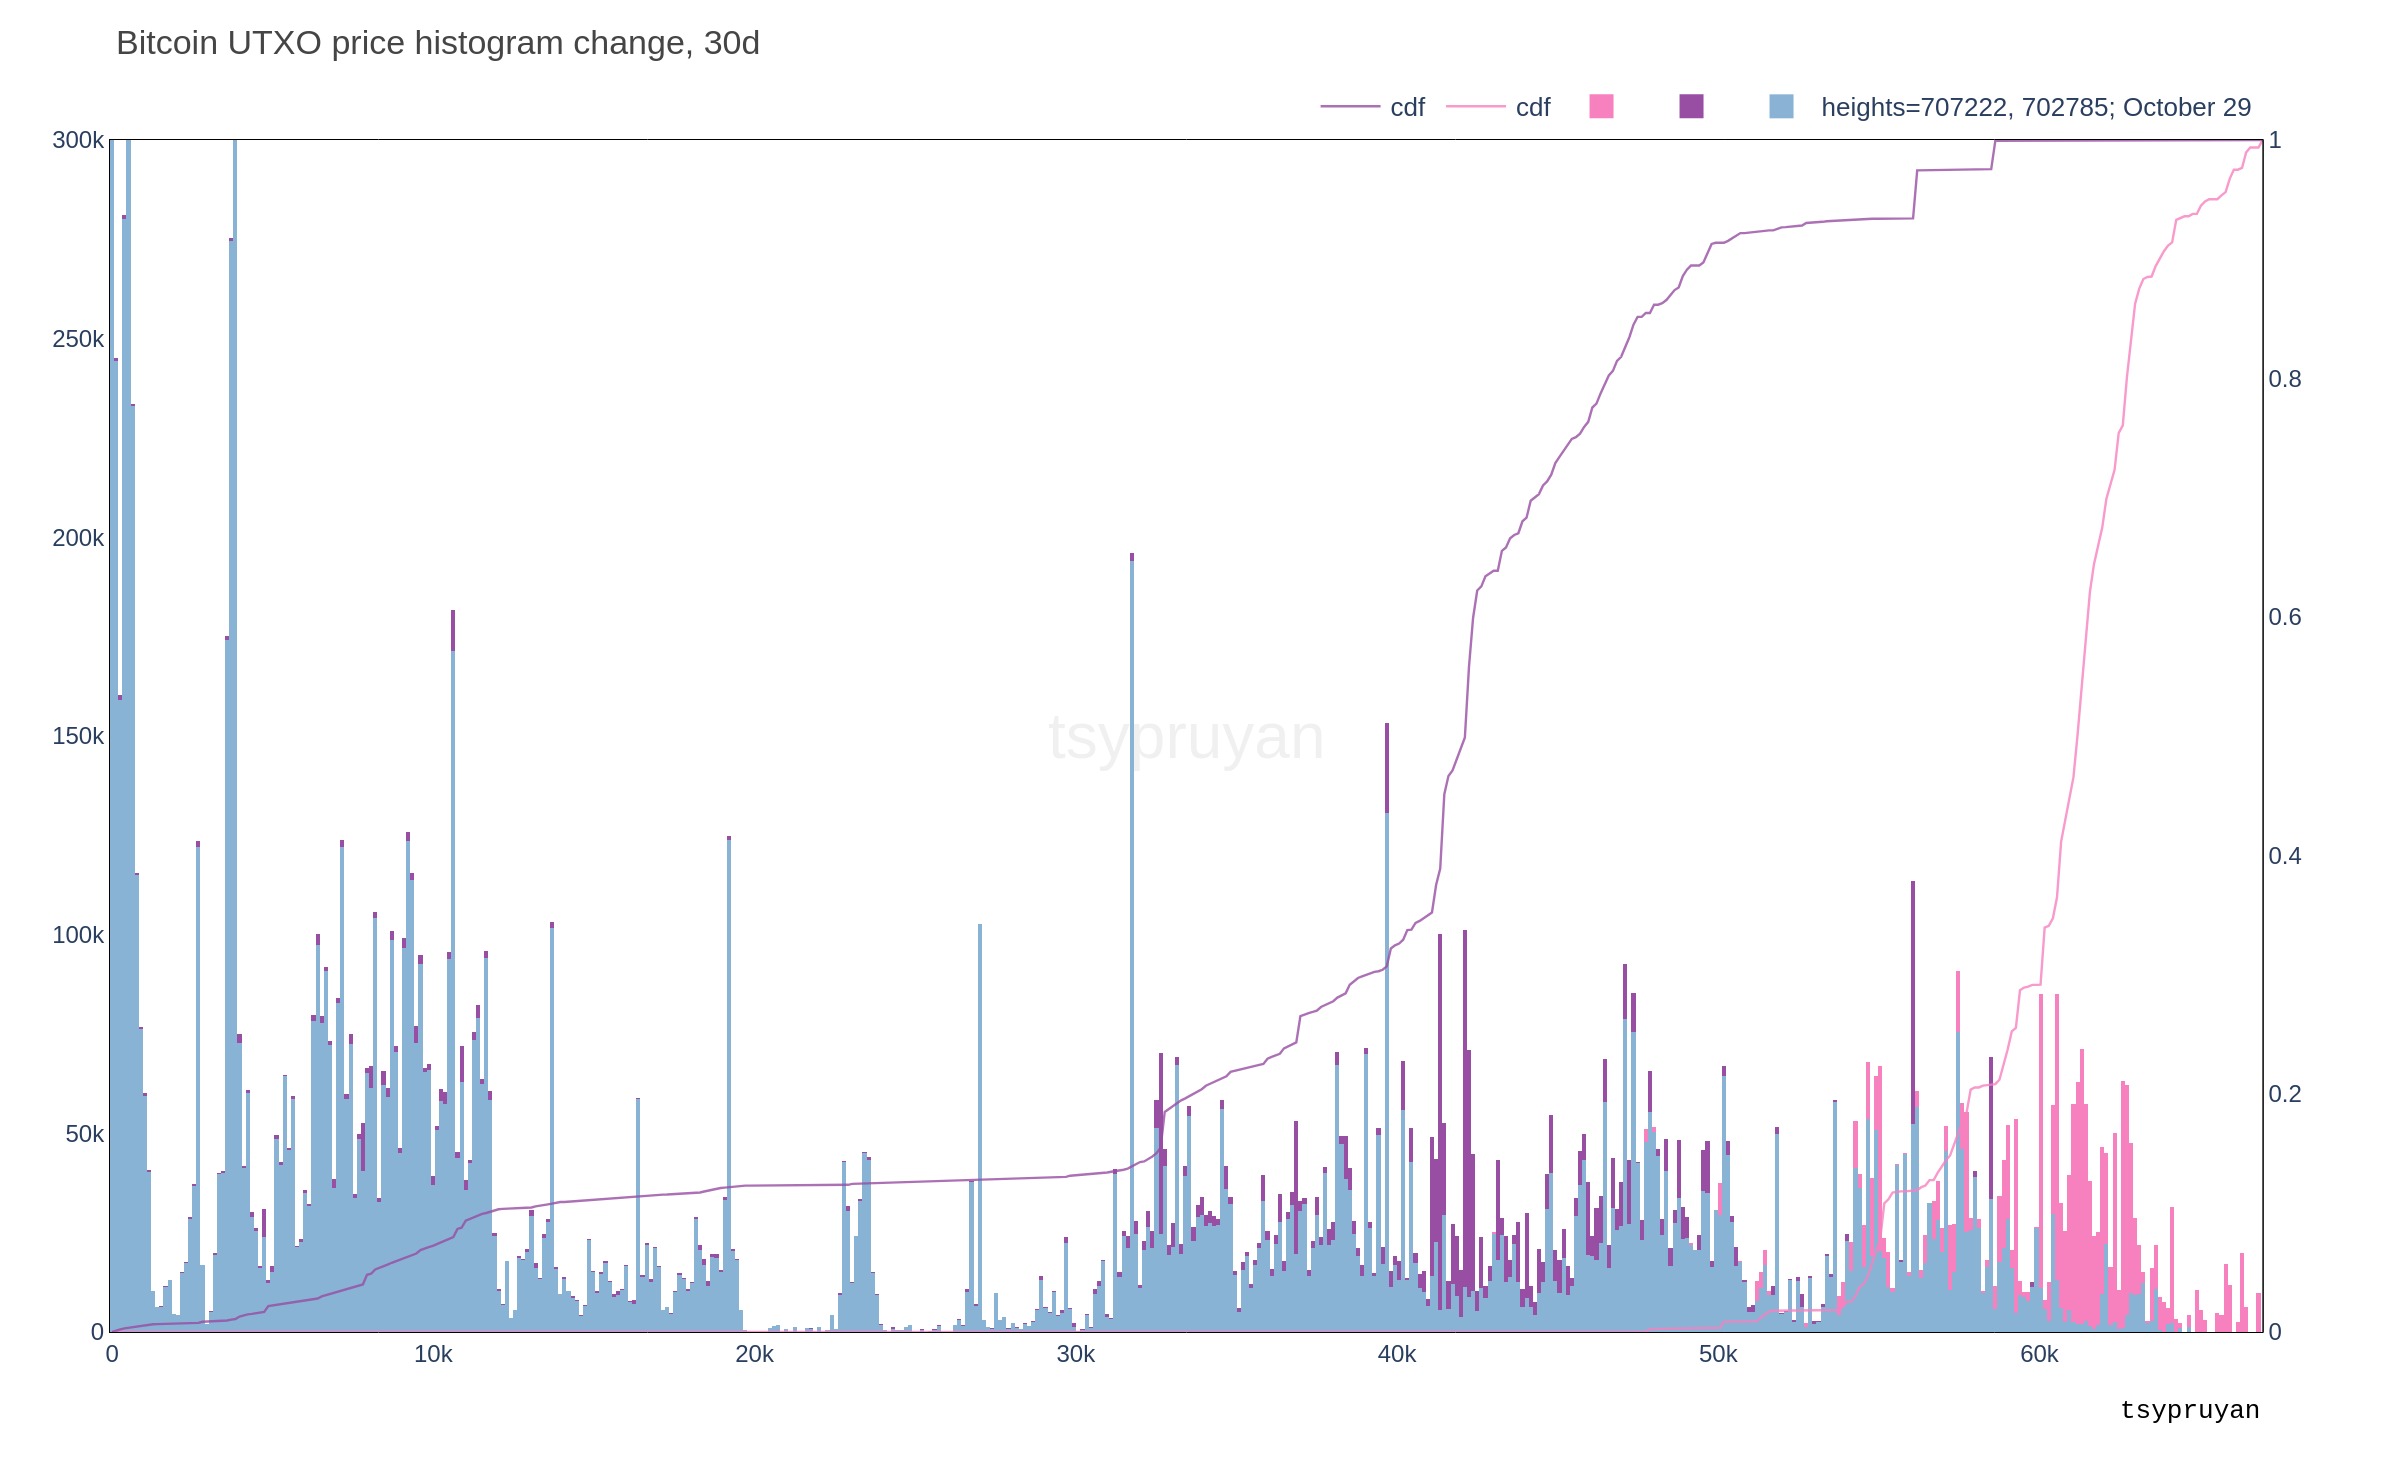 Bitcoin UTXO price histogram change, 30d
cdf cdf heights=707222, 702785; October 29
300k
250k
200k
150k
100k
50k
0
1
0.8
0.6
0.4
0.2
0
tsypruyan
0 10k 20k 30k 40k 50k 60k
tsypruyan